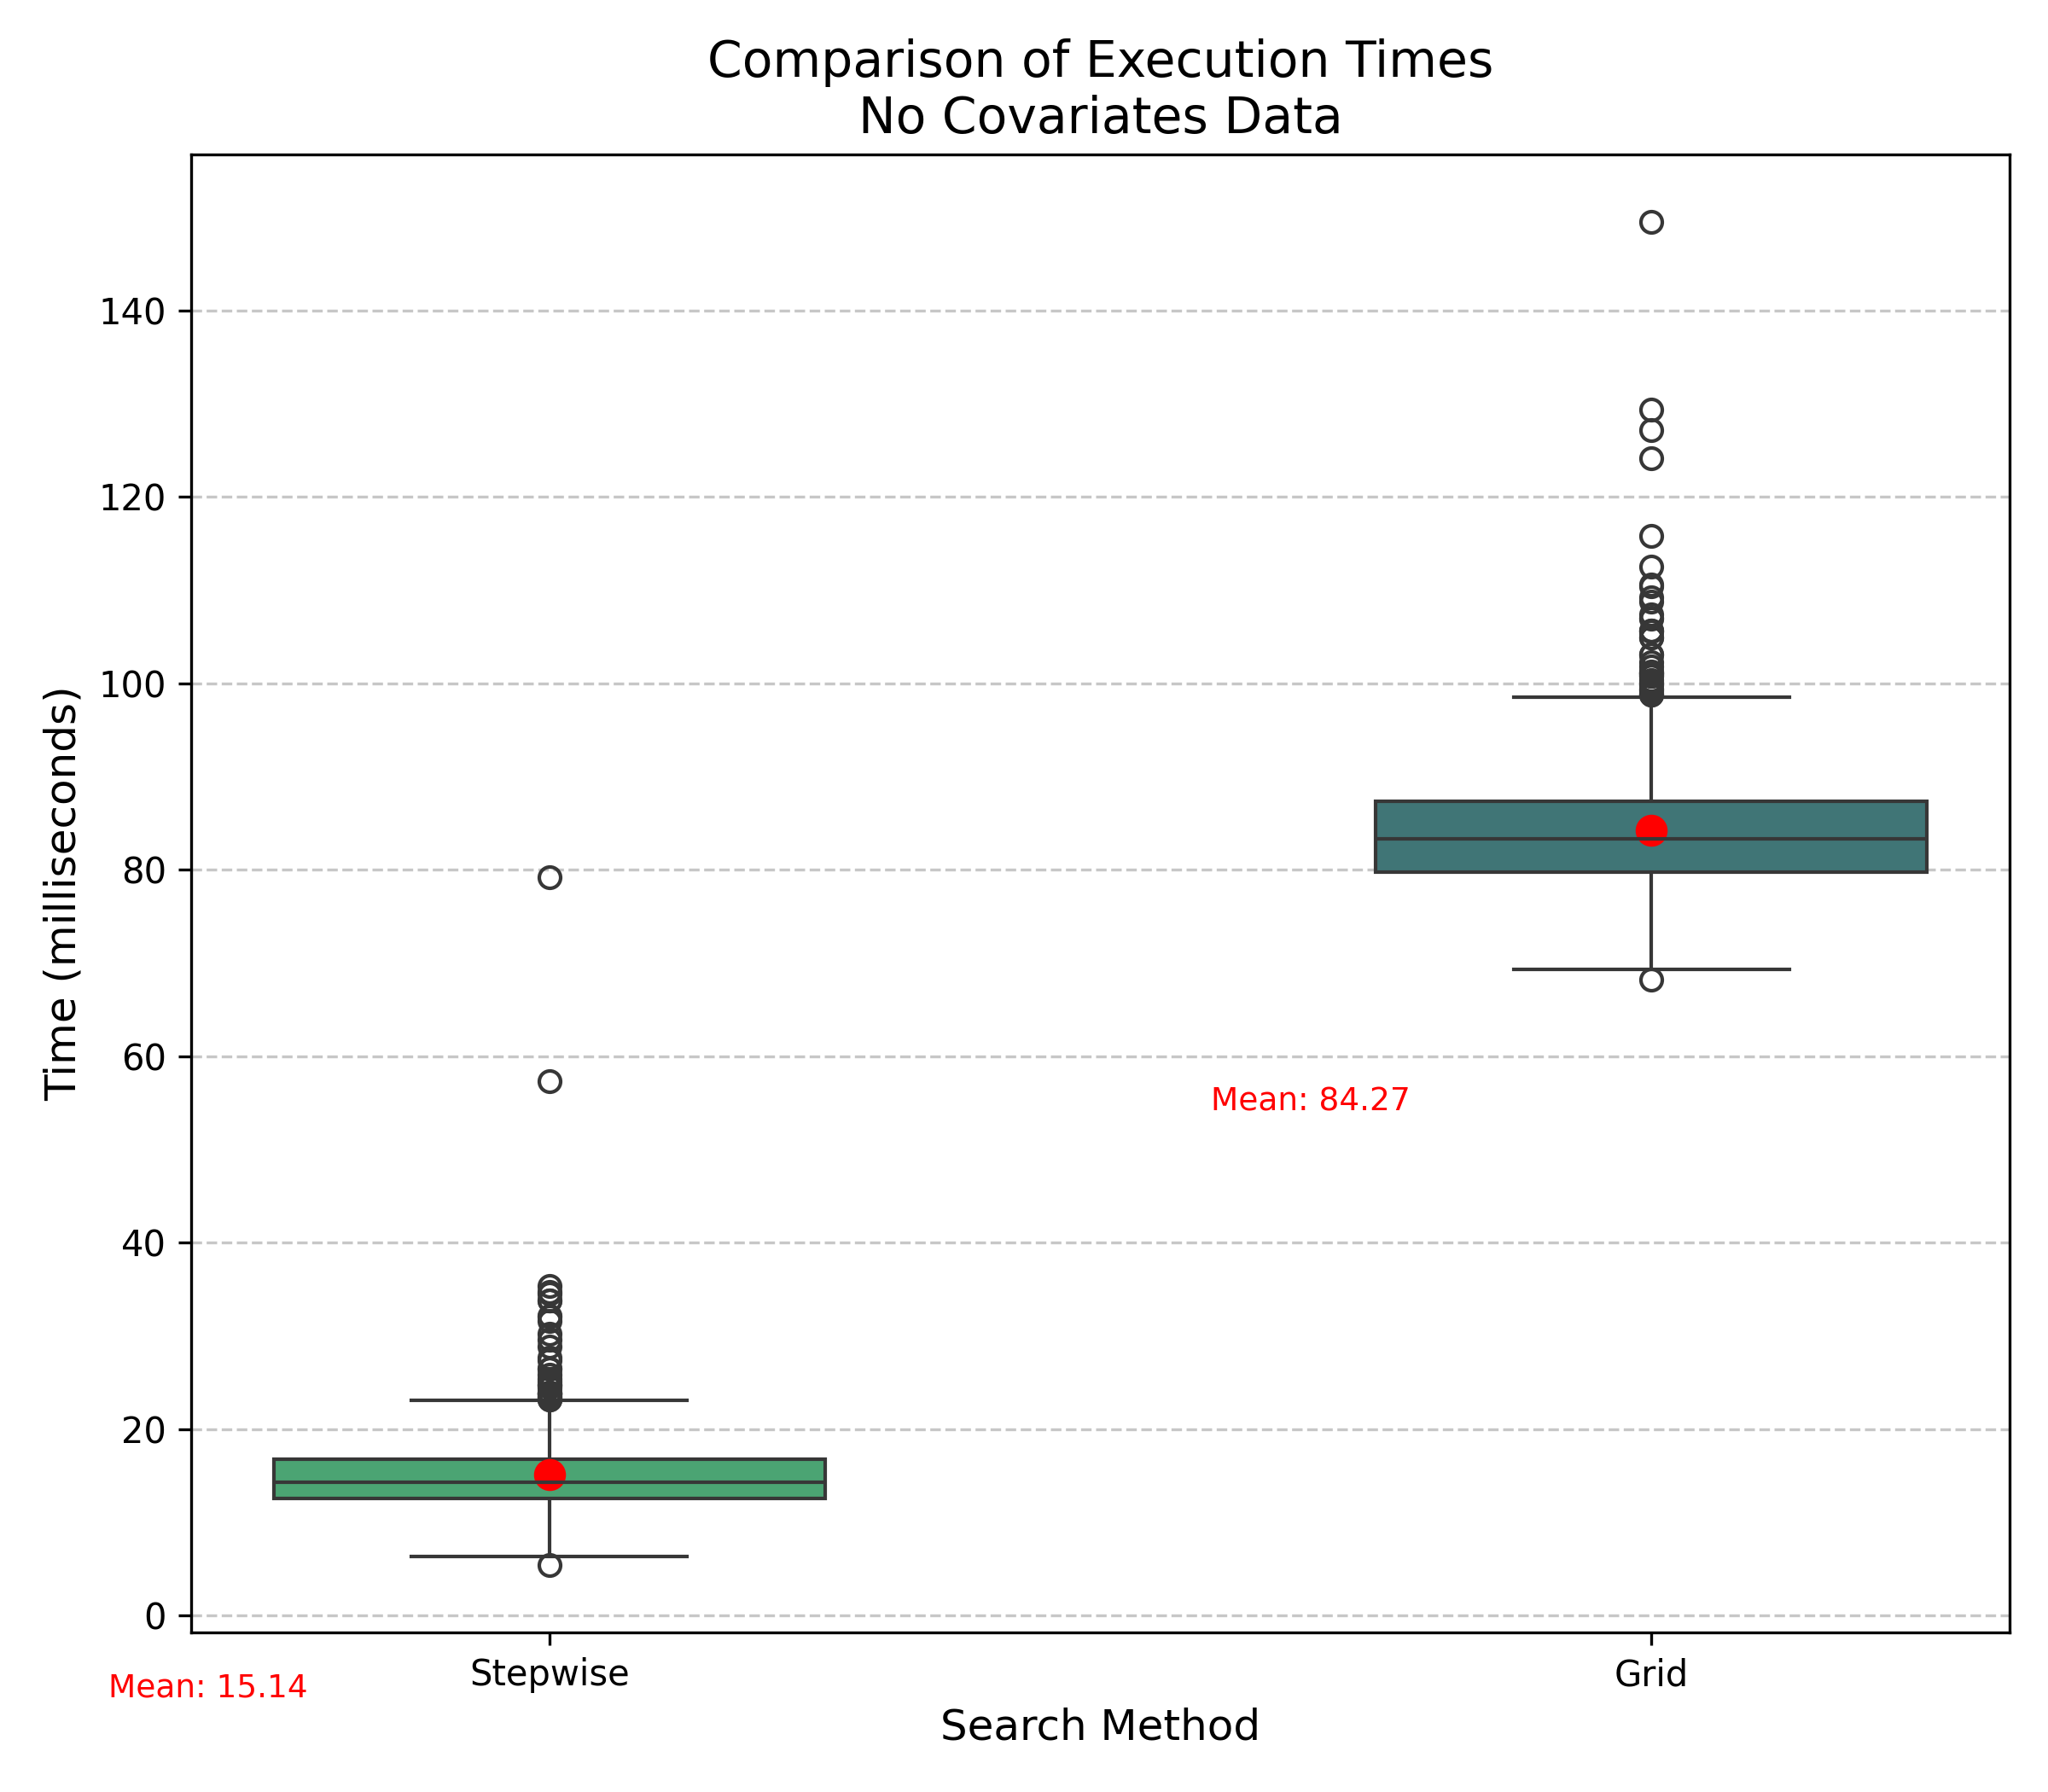 Comparison of Execution Times
No Covariates Data
Time (milliseconds)
140
120
100
80
60
40
20
0
Mean: 84.27
Mean: 15.14
Stepwise
Grid
Search Method